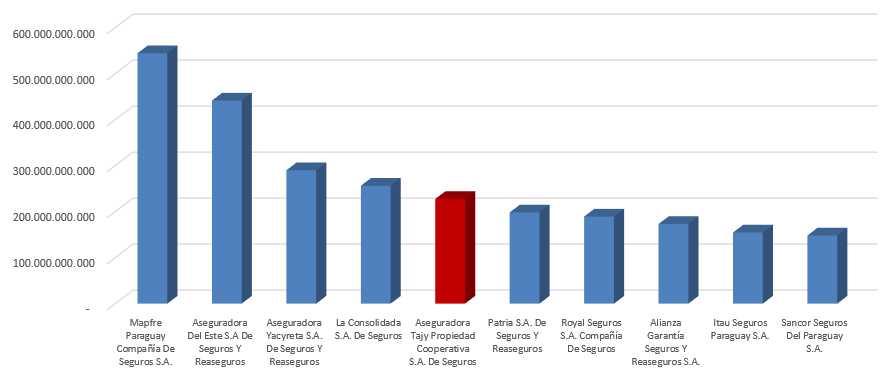 600.000.000.000
500.000.000.000
400.000.000.000
300.000.000.000
200.000.000.000
100.000.000.000
-
Mapfre
Paraguay
Compañía De
Seguros S.A.
Aseguradora
Del Este S.A De
Seguros Y
Reaseguros
Aseguradora
Yacyreta S.A.
De Seguros Y
Reaseguros
La Consolidada
S.A. De Seguros
Aseguradora
Tajy Propiedad
Cooperativa
S.A. De Seguros
Patria S.A. De
Seguros Y
Reaseguros
Royal Seguros
S.A. Compañía
De Seguros
Alianza
Garantía
Seguros Y
Reaseguros S.A.
Itau Seguros
Paraguay S.A.
Sancor Seguros
Del Paraguay
S.A.